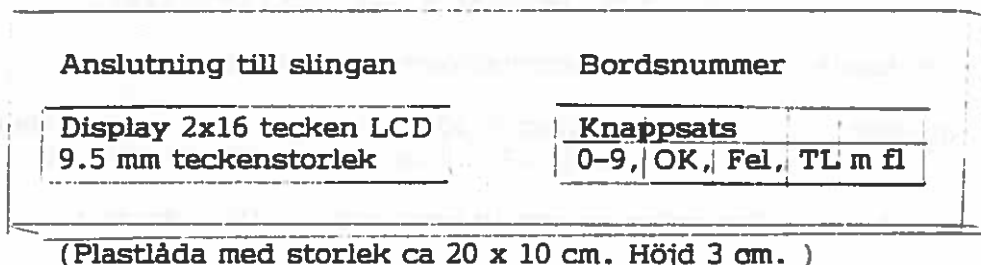 Anslutning till slingan
Bordsnummer
Display 2x16 tecken LCD
9.5 mm teckenstorlek
Knappsats
0-9, OK, Fel, TL m fl
(Plastlåda med storlek ca 20 x 10 cm. Höjd 3 cm. )